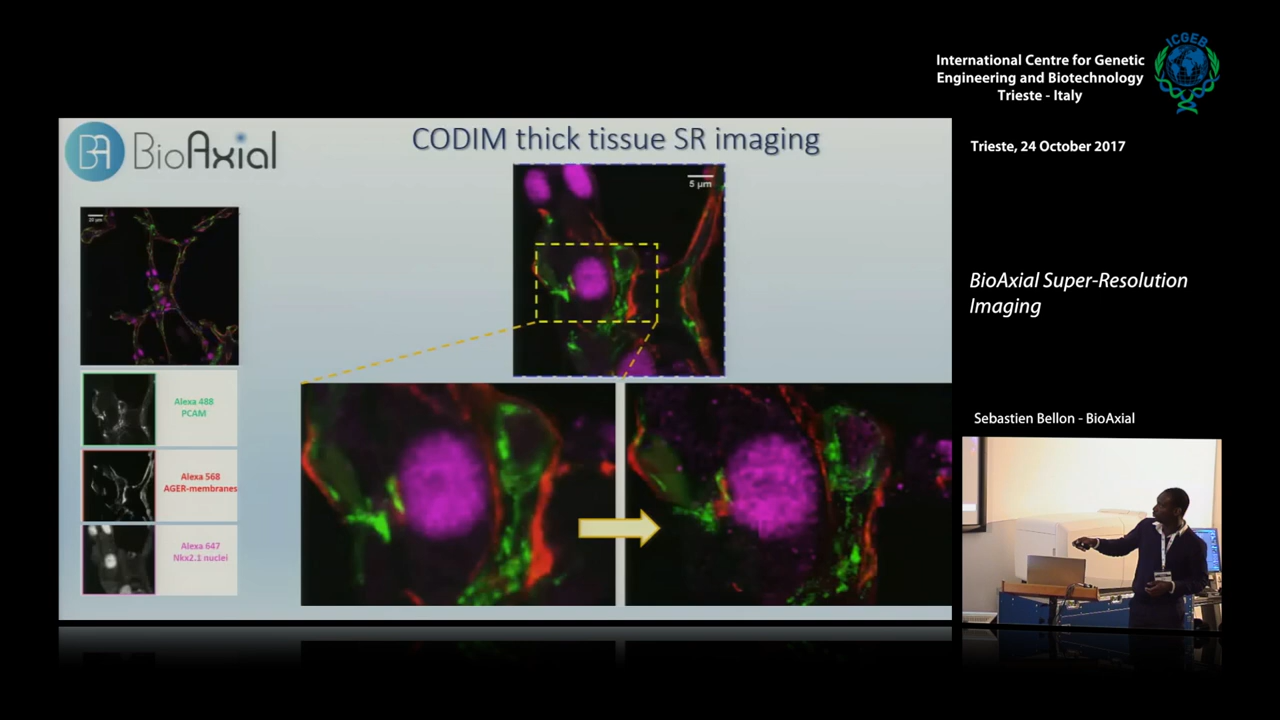 ICGEB
International Centre for Genetic
Engineering and Biotechnology
Trieste - Italy
Trieste, 24 October 2017
BioAxial Super-Resolution
Imaging
Sebastien Bellon - BioAxial
BA BioAxial
CODIM thick tissue SR imaging
5 µm
Alexa 488
PCAM
Alexa 568
AGER-membranes
Alexa 647
Nkx2.1 nuclei